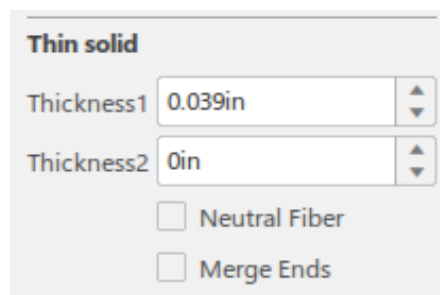 Thin solid
Thickness1 0.039in
Thickness2 0in
Neutral Fiber
Merge Ends